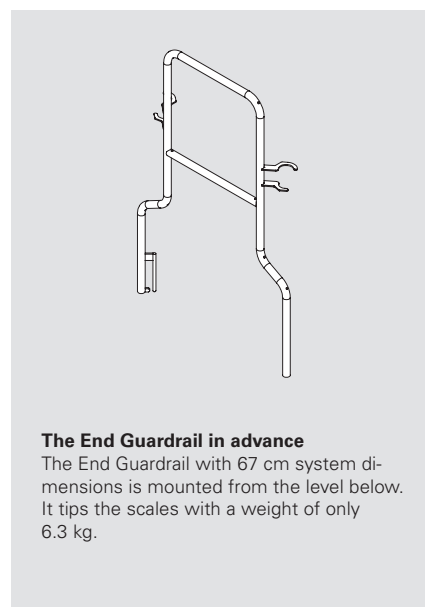 The End Guardrail in advance
The End Guardrail with 67 cm system di-
mensions is mounted from the level below.
It tips the scales with a weight of only
6.3 kg.